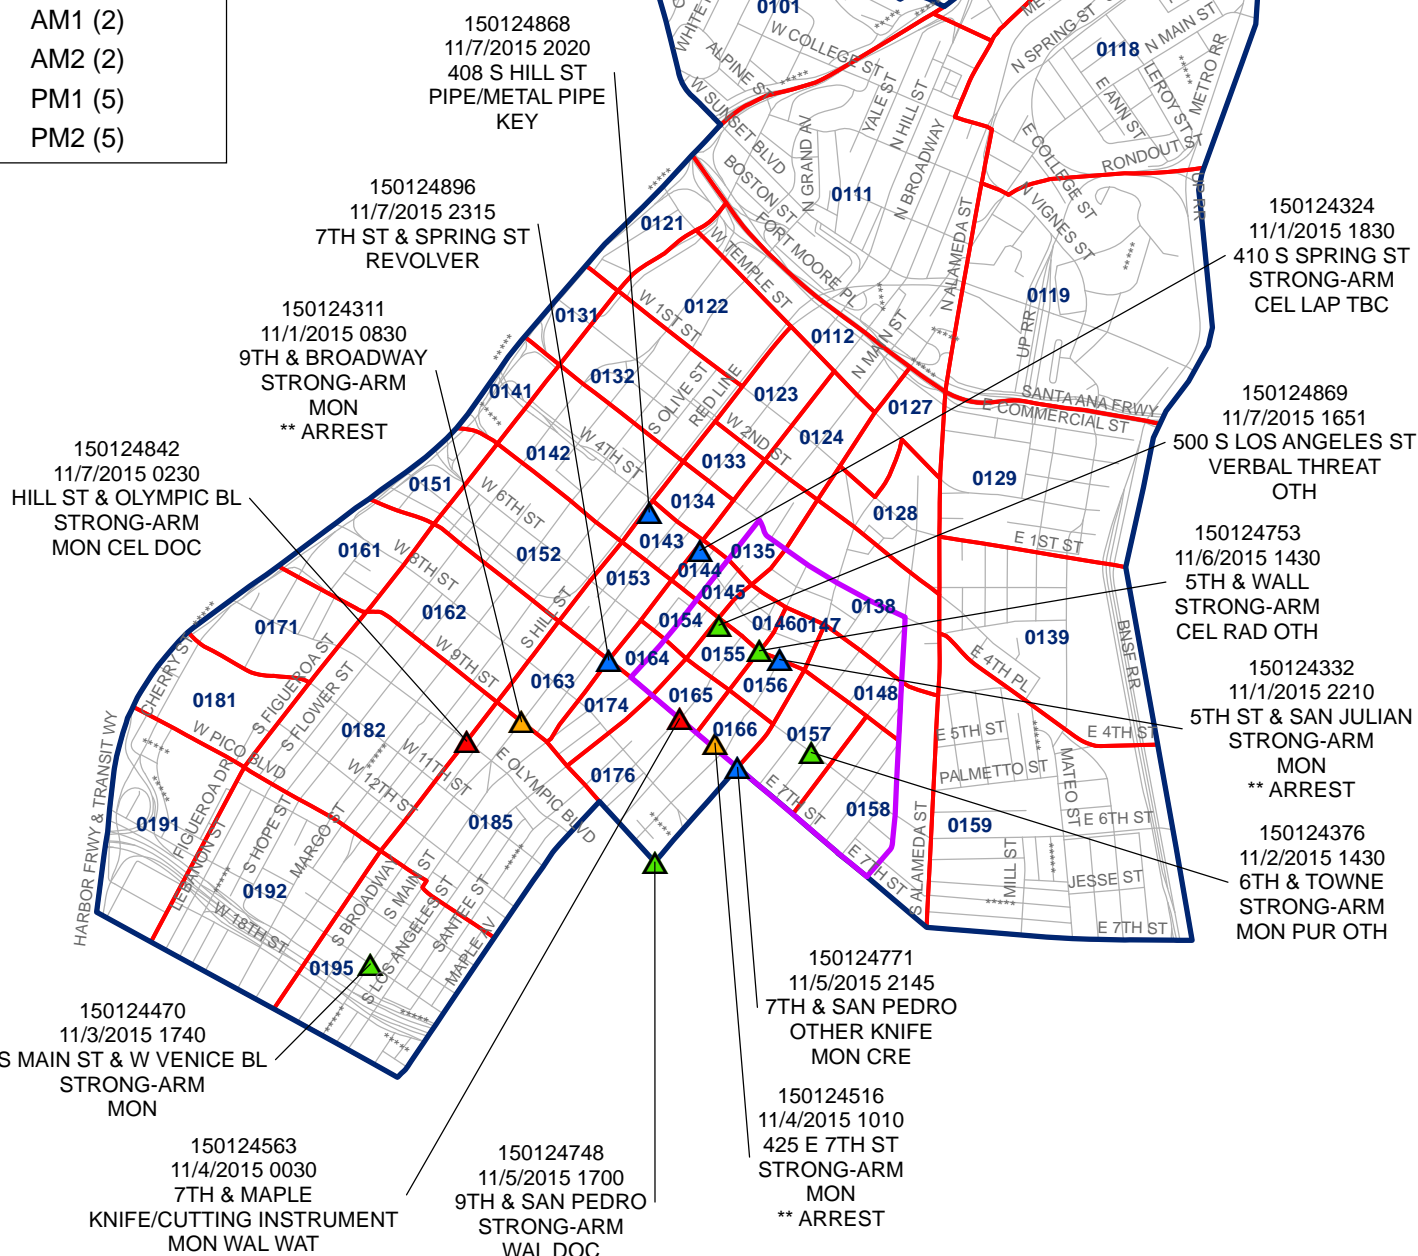 AM1 (2)
AM2 (2)
PM1 (5)
PM2 (5)
150124868
11/7/2015 2020
408 S HILL ST
PIPE/METAL PIPE
KEY
150124896
11/7/2015 2315
7TH ST & SPRING ST
REVOLVER
150124311
11/1/2015 0830
9TH & BROADWAY
STRONG-ARM
MON
** ARREST
150124842
11/7/2015 0230
HILL ST & OLYMPIC BL
STRONG-ARM
MON CEL DOC
150124324
11/1/2015 1830
410 S SPRING ST
STRONG-ARM
CEL LAP TBC
150124869
11/7/2015 1651
500 S LOS ANGELES ST
VERBAL THREAT
OTH
150124753
11/6/2015 1430
5TH & WALL
STRONG-ARM
CEL RAD OTH
150124332
11/1/2015 2210
5TH ST & SAN JULIAN
STRONG-ARM
MON
** ARREST
150124376
11/2/2015 1430
6TH & TOWNE
STRONG-ARM
MON PUR OTH
150124771
11/5/2015 2145
7TH & SAN PEDRO
OTHER KNIFE
MON CRE
150124516
11/4/2015 1010
425 E 7TH ST
STRONG-ARM
MON
** ARREST
150124470
11/3/2015 1740
S MAIN ST & W VENICE BL
STRONG-ARM
MON
150124563
11/4/2015 0030
7TH & MAPLE
KNIFE/CUTTING INSTRUMENT
MON WAL WAT
150124748
11/5/2015 1700
9TH & SAN PEDRO
STRONG-ARM
WAL DOC
0101
W COLLEGE ST
ALPINE ST
W SUNSET BLVD
BOSTON ST
FORT MOORE PL
N GRAND AV
YALE ST
N HILL ST
N BROADWAY
0111
N SPRING ST
0118
N MAIN ST
E ANN ST
LEROY ST
METRO RR
RONDOUT ST
UP RR
E COLLEGE ST
N VIGNES ST
N ALAMEDA ST
0119
UP RR
0121
W TEMPLE ST
0122
0131
W 1ST ST
0112
N MAIN ST
SANTA ANA FRWY
E COMMERCIAL ST
0141
0132
S OLIVE ST
RED LINE
0123
W 2ND ST
0124
0127
0142
W 4TH ST
0133
0129
0151
W 6TH ST
0134
0128
0143
E 1ST ST
0161
W 8TH ST
0152
0153
0144
0135
0145
0138
0162
S HILL ST
0154
0146
0147
0139
BNSF RR
0171
S FIGUEROA ST
W 9TH ST
0164
0155
0156
E 4TH PL
CHERRY ST
0181
S FLOWER ST
0163
0174
0165
0148
0182
W PICO BLVD
W 11TH ST
W 12TH ST
E OLYMPIC BLVD
0166
0157
E 5TH ST
E 4TH ST
HARBOR FRWY & TRANSIT WY
0176
E 7TH ST
PALMETTO ST
MATEO ST
0191
FIGUEROA DR
LEBANON ST
S HOPE ST
MARGO ST
0185
0158
0159
E 6TH ST
0192
W 18TH ST
S BROADWAY
S MAIN ST
S LOS ANGELES ST
SANTEE ST
MAPLE AV
E 7TH ST
S ALAMEDA ST
MILL ST
JESSE ST
E 7TH ST
0195